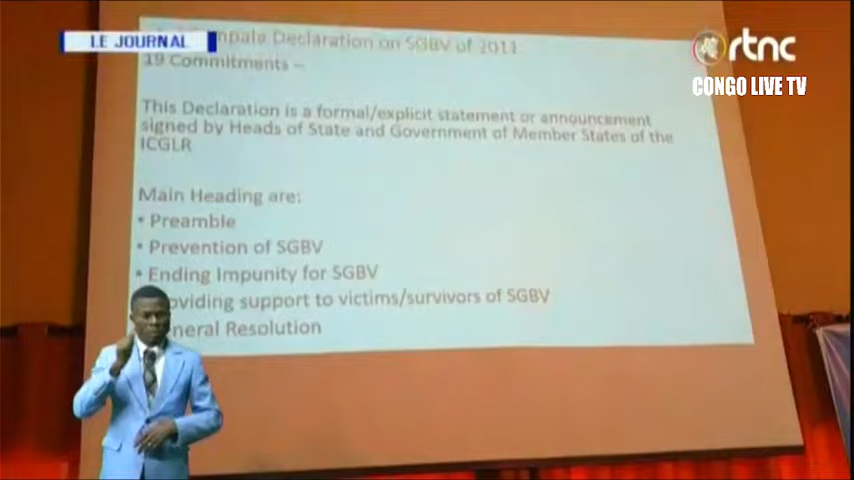 LE JOURNAL
rtnc
CONGO LIVE TV
mpala Declaration on SGBV of 2011
19 Commitments –
This Declaration is a formal/explicit statement or announcement
signed by Heads of State and Government of Member States of the
ICGLR
Main Heading are:
• Preamble
• Prevention of SGBV
• Ending Impunity for SGBV
oviding support to victims/survivors of SGBV
neral Resolution